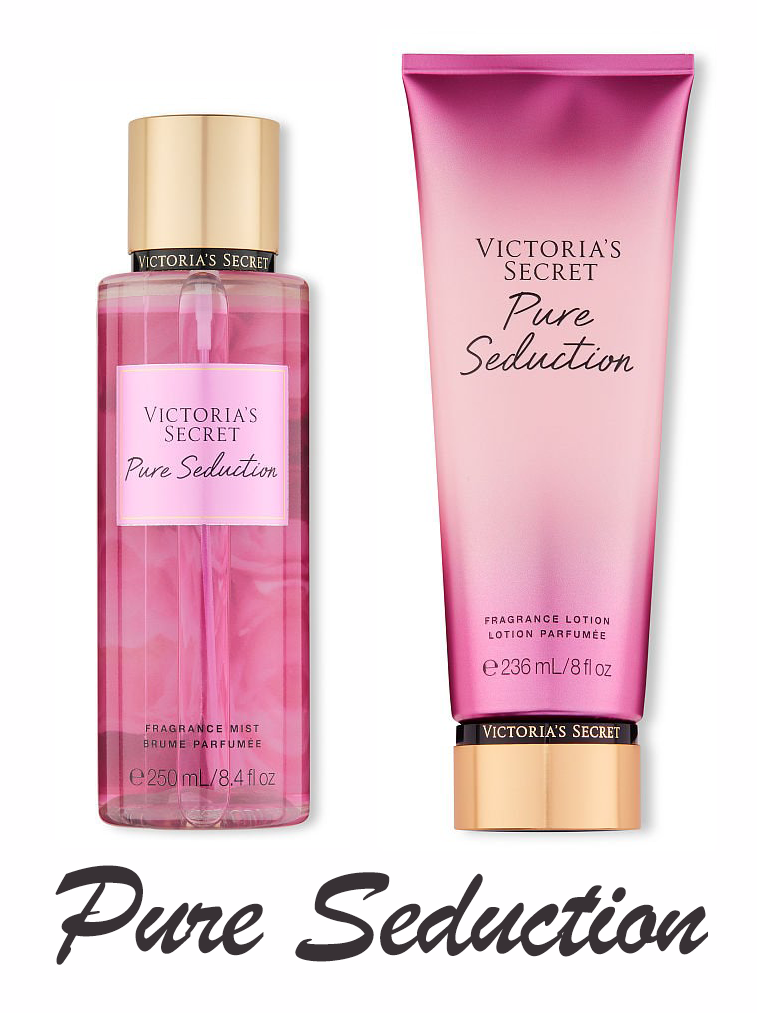 VICTORIA'S SECRET
VICTORIA'S
SECRET
Pure Seduction
FRAGRANCE MIST
BRUME PARFUMÉE
℮250 mL/8.4 fl oz
VICTORIA'S
SECRET
Pure
Seduction
FRAGRANCE LOTION
LOTION PARFUMÉE
℮236 mL/8 fl oz
VICTORIA'S SECRET
Pure Seduction